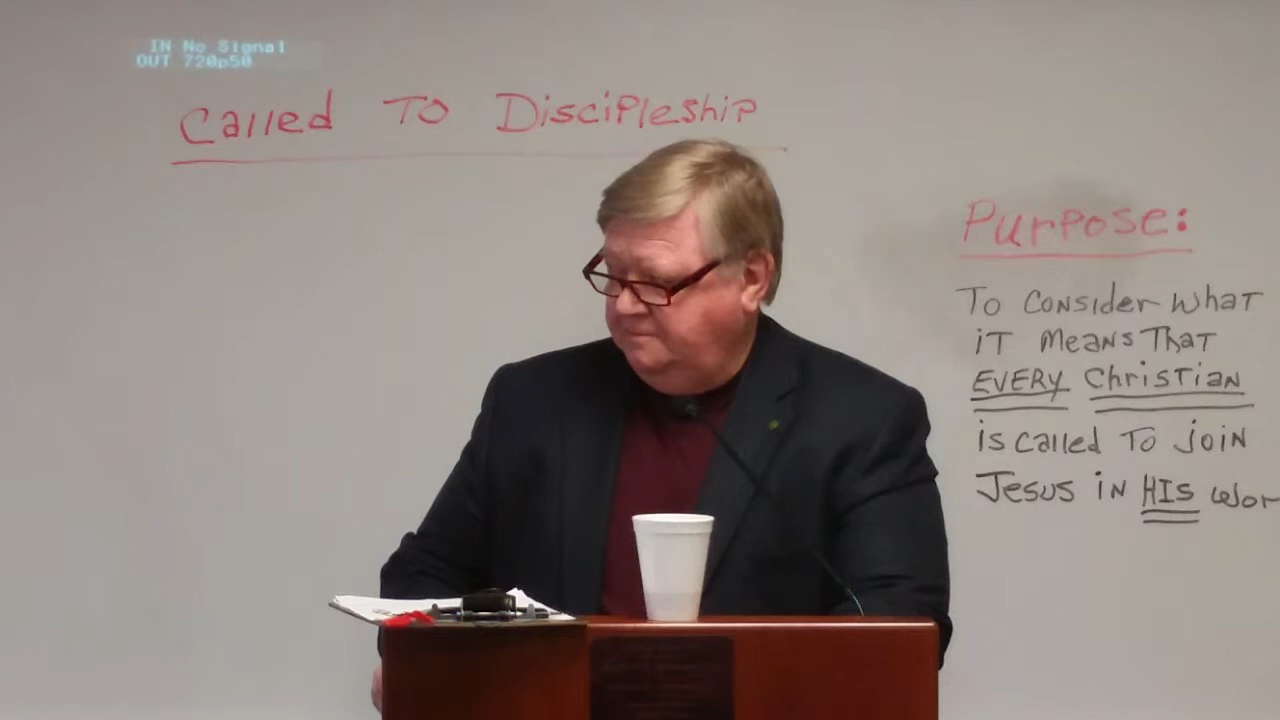 IN No Signal
OUT 720p50
Called To Discipleship
Purpose:
To Consider what
it Means That
EVERY Christian
is called To join
Jesus in HIS wor